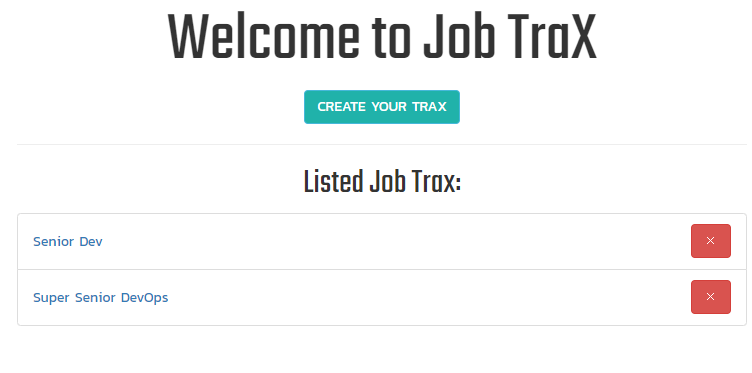 Welcome to Job TraX
CREATE YOUR TRAX
Listed Job Trax:
Senior Dev
Super Senior DevOps